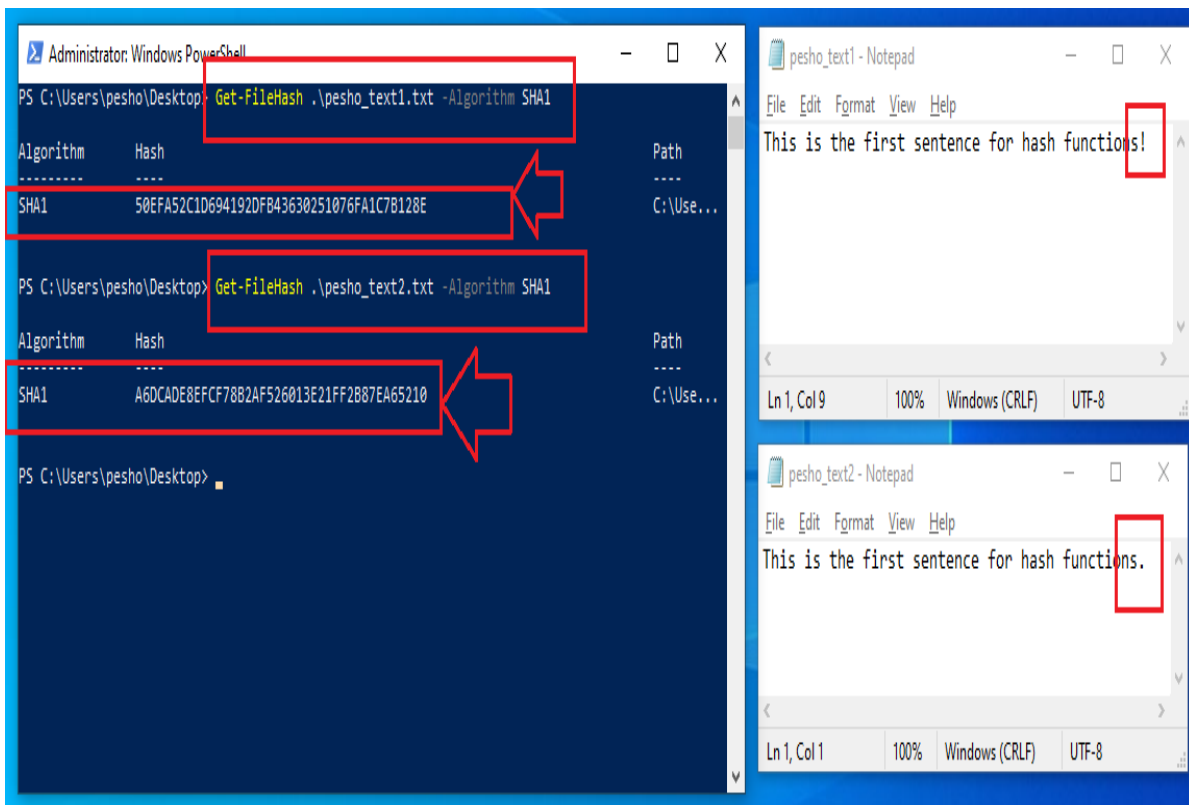 Administrator: Windows PowerShell
PS C:\Users\pesho\Desktop> Get-FileHash .\pesho_text1.txt -Algorithm SHA1
Algorithm Hash Path
--------- ---- ----
SHA1 50EFA52C1D694192DFB43630251076FA1C7B128E C:\Use...
PS C:\Users\pesho\Desktop> Get-FileHash .\pesho_text2.txt -Algorithm SHA1
Algorithm Hash Path
--------- ---- ----
SHA1 A6DCADE8EFCF78B2AF526013E21FF2B87EA65210 C:\Use...
PS C:\Users\pesho\Desktop>
pesho_text1 - Notepad
File Edit Format View Help
This is the first sentence for hash functions!
Ln 1, Col 9 100% Windows (CRLF) UTF-8
pesho_text2 - Notepad
File Edit Format View Help
This is the first sentence for hash functions.
Ln 1, Col 1 100% Windows (CRLF) UTF-8